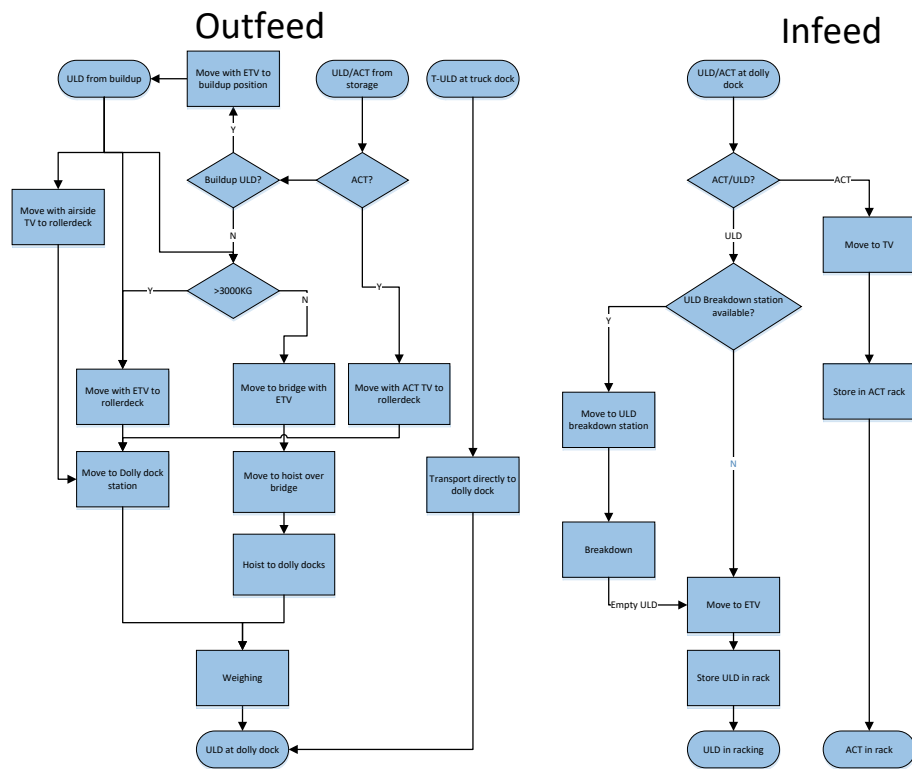 Outfeed
Infeed
ULD from buildup
Move with ETV to
buildup position
ULD/ACT from
storage
T-ULD at truck dock
ULD/ACT at dolly
dock
Y
Buildup ULD?
ACT?
ACT/ULD?
ACT
Move with airside
TV to rollerdeck
N
ULD
Move to TV
>3000KG
Y
N
Y
ULD Breakdown station
available?
Y
Move with ETV to
rollerdeck
Move to bridge with
ETV
Move with ACT TV to
rollerdeck
Store in ACT rack
Move to ULD
breakdown station
Move to Dolly dock
station
Move to hoist over
bridge
Transport directly to
dolly dock
N
Hoist to dolly docks
Breakdown
Empty ULD
Move to ETV
Weighing
Store ULD in rack
ULD at dolly dock
ULD in racking
ACT in rack